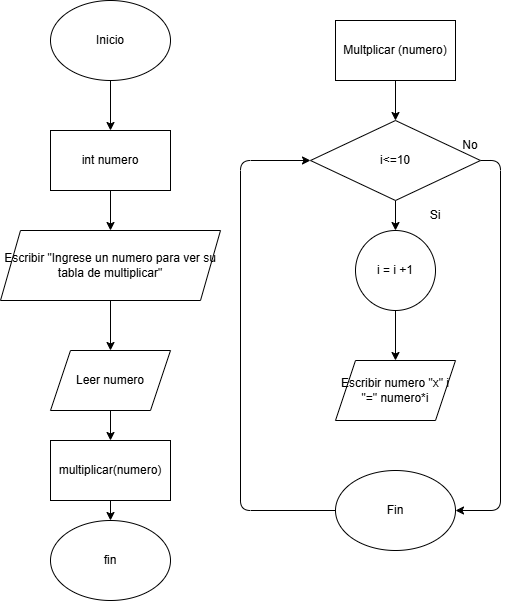 Inicio
int numero
Escribir "Ingrese un numero para ver su
tabla de multiplicar"
Leer numero
multiplicar(numero)
fin
Multplicar (numero)
i<=10
No
Si
i = i +1
Escribir numero "x" i
"=" numero*i
Fin